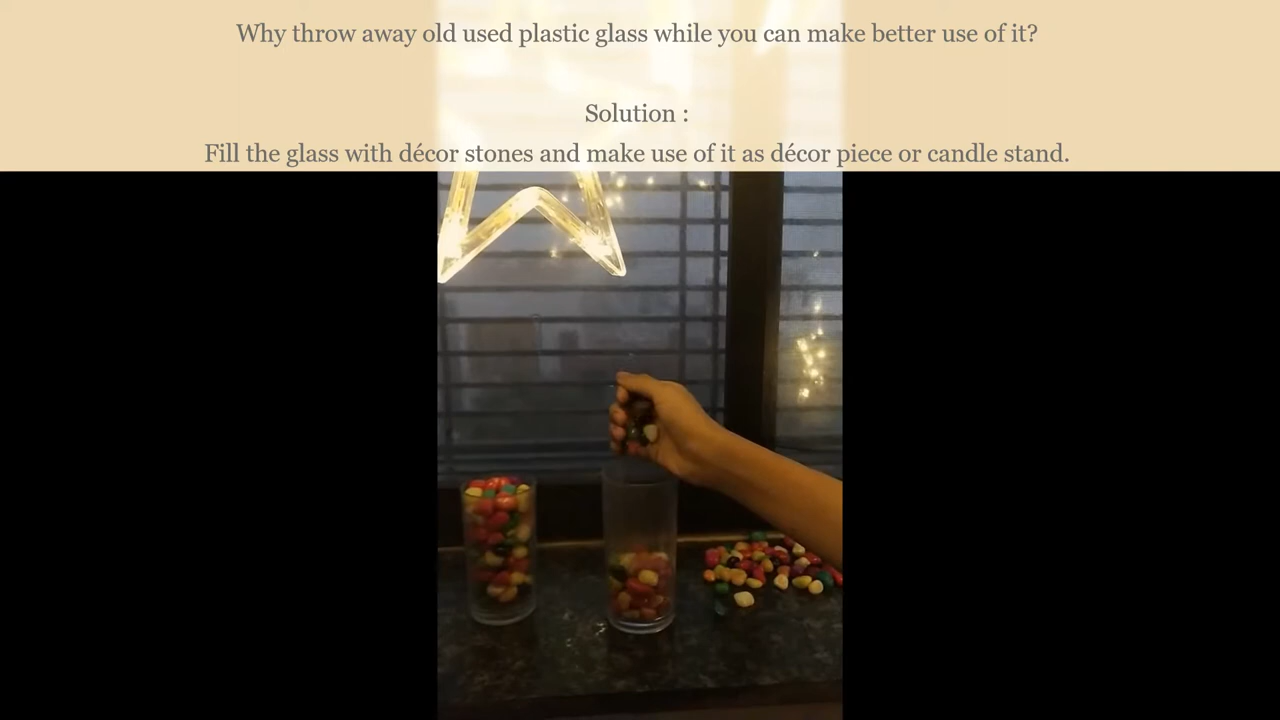 Why throw away old used plastic glass while you can make better use of it?
Solution :
Fill the glass with décor stones and make use of it as décor piece or candle stand.